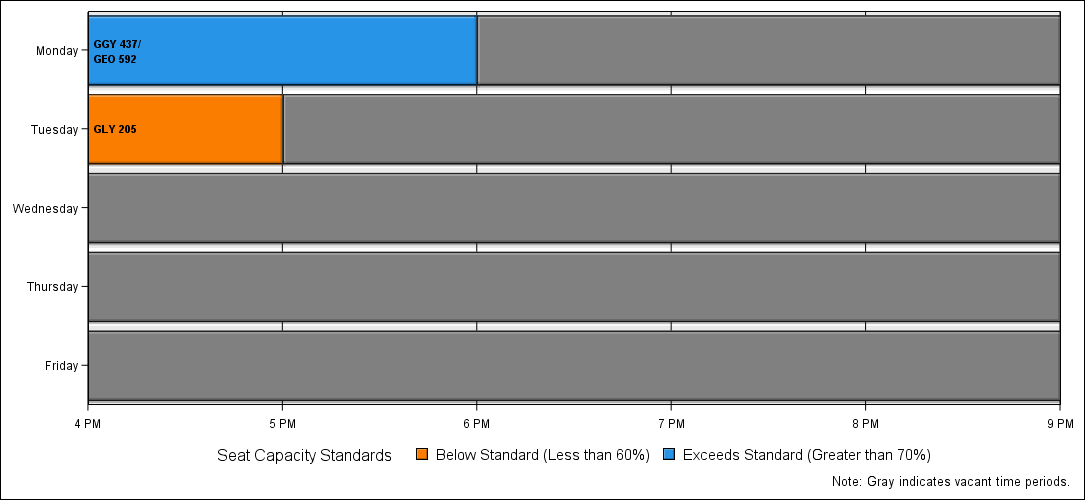 Monday
GGY 437/
GEO 592
Tuesday
GLY 205
Wednesday
Thursday
Friday
4 PM 5 PM 6 PM 7 PM 8 PM 9 PM
Seat Capacity Standards Below Standard (Less than 60%) Exceeds Standard (Greater than 70%)
Note: Gray indicates vacant time periods.